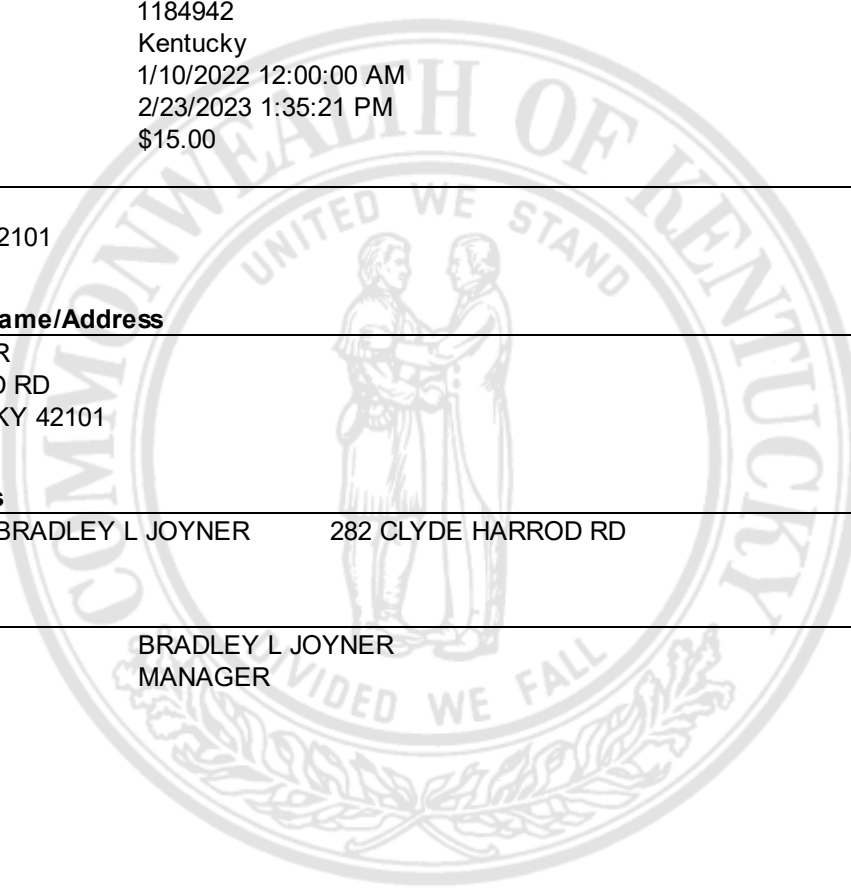 1184942
Kentucky
1/10/2022 12:00:00 AM
2/23/2023 1:35:21 PM
$15.00
2101
ame/Address
R
D RD
KY 42101
s
BRADLEY L JOYNER 282 CLYDE HARROD RD
BRADLEY L JOYNER
MANAGER
COMMONWEALTH OF KENTUCKY
UNITED WE STAND
VIDED WE FALL